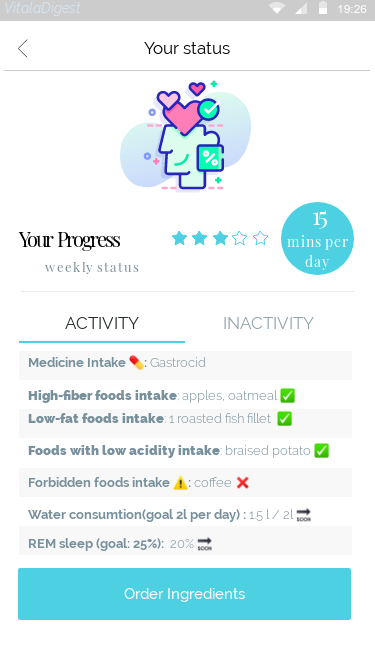 VitalaDigest
19:26
Your status
15
mins per
day
Your Progress
weekly status
ACTIVITY
INACTIVITY
Medicine Intake 💊: Gastrocid
High-fiber foods intake: apples, oatmeal ✅
Low-fat foods intake: 1 roasted fish fillet ✅
Foods with low acidity intake: braised potato ✅
Forbidden foods intake ⚠️: coffee ❌
Water consumtion(goal 2l per day) : 1.5 l / 2l 🔜
REM sleep (goal: 25%): 20% 🔜
Order Ingredients